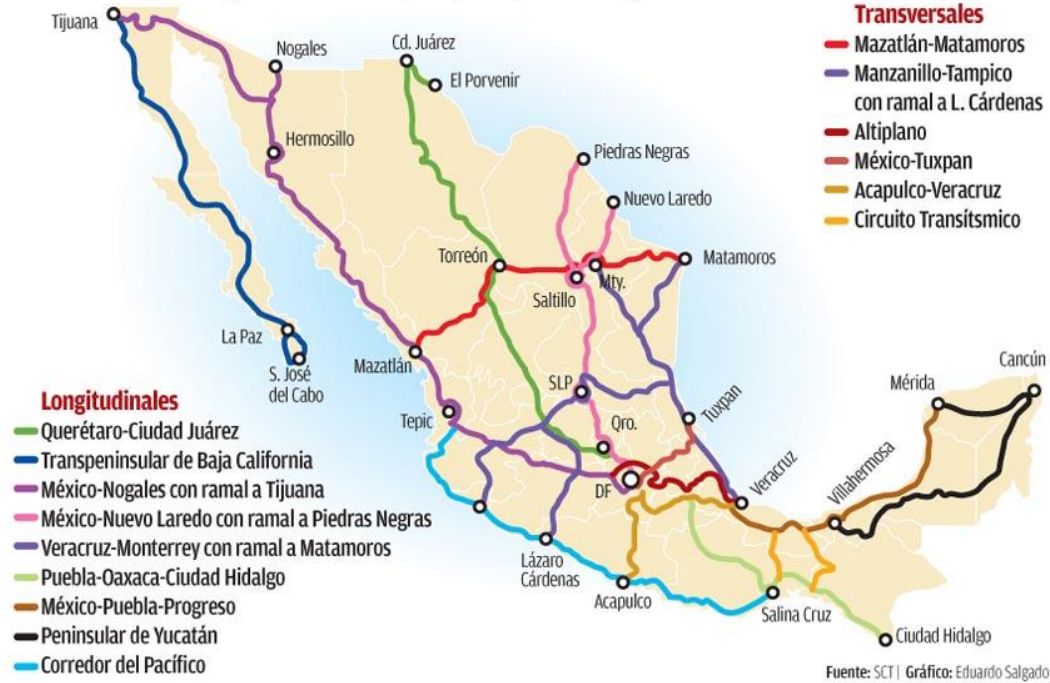 Tijuana
Nogales
Cd. Juárez
El Porvenir
Hermosillo
Piedras Negras
Nuevo Laredo
Torreón
Matamoros
Mty.
Saltillo
La Paz
S. José
del Cabo
Mazatlán
Tepic
SLP
Qro.
Tuxpan
DF
Veracruz
Villahermosa
Mérida
Cancún
Lázaro
Cárdenas
Acapulco
Salina Cruz
Ciudad Hidalgo
Transversales
Mazatlán-Matamoros
Manzanillo-Tampico
con ramal a L. Cárdenas
Altiplano
México-Tuxpan
Acapulco-Veracruz
Circuito Transítsmico
Longitudinales
Querétaro-Ciudad Juárez
Transpeninsular de Baja California
México-Nogales con ramal a Tijuana
México-Nuevo Laredo con ramal a Piedras Negras
Veracruz-Monterrey con ramal a Matamoros
Puebla-Oaxaca-Ciudad Hidalgo
México-Puebla-Progreso
Peninsular de Yucatán
Corredor del Pacífico
Fuente: SCT | Gráfico: Eduardo Salgado